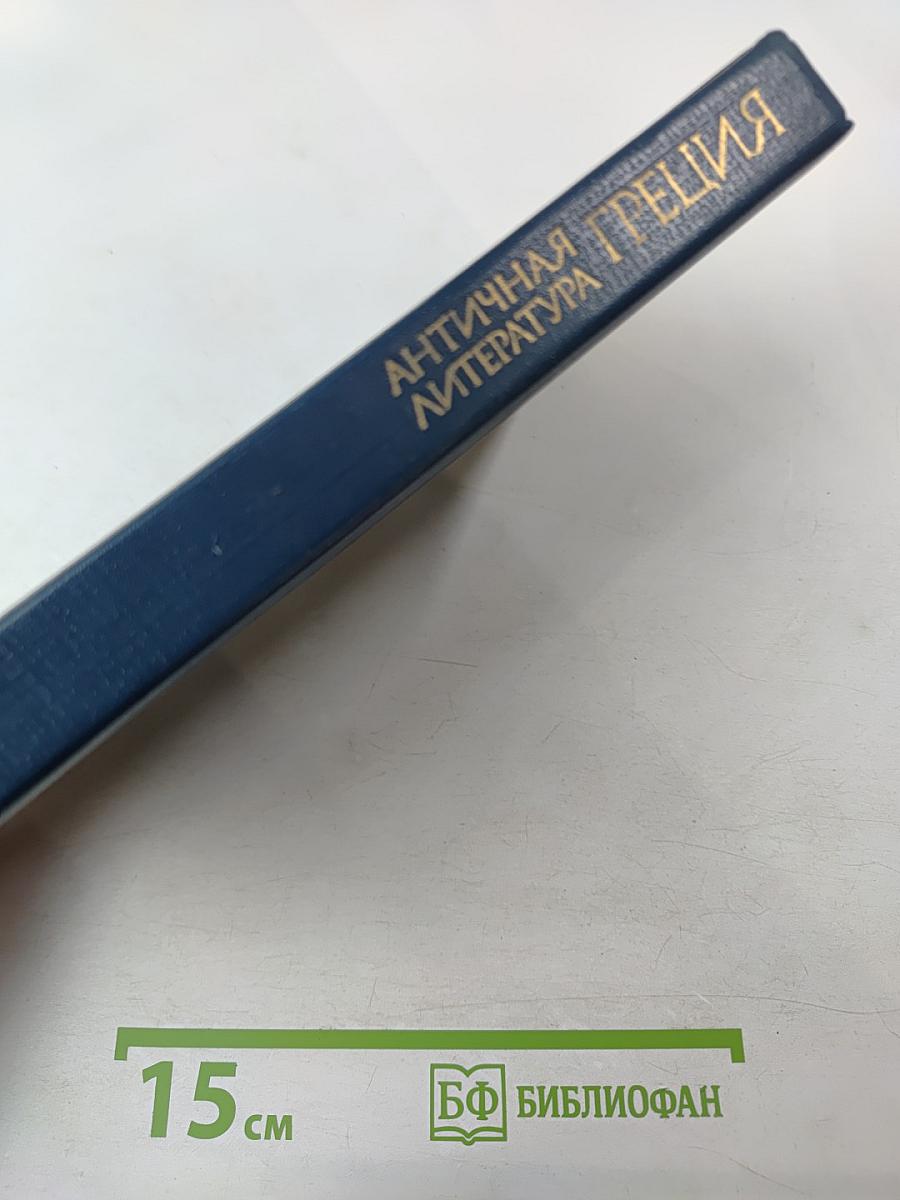 АНТИЧНАЯ
ЛИТЕРАТУРА
ГРЕЦИЯ
15 см
БФ БИБЛИОФАН